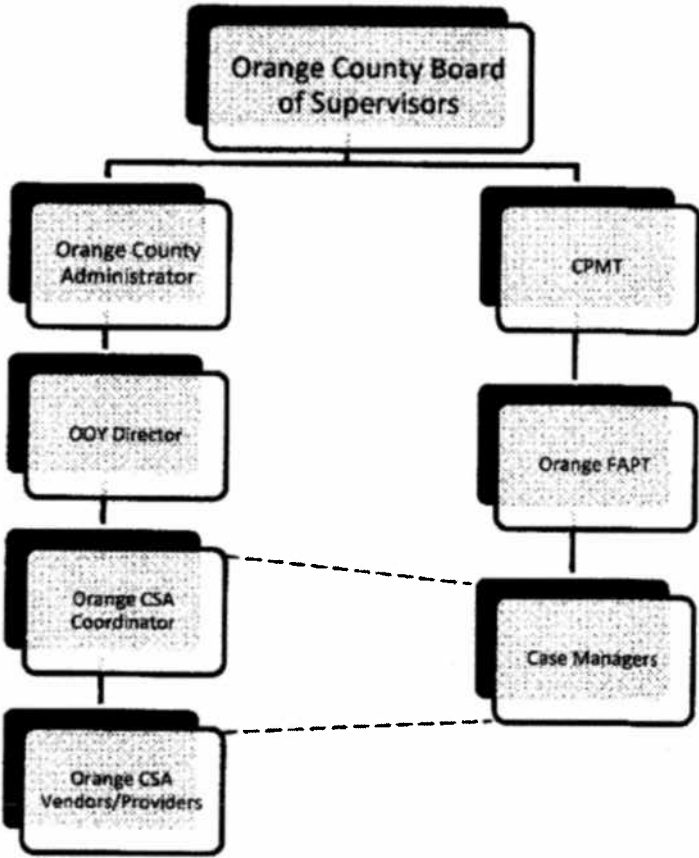 Orange County Board
of Supervisors
Orange County
Administrator
CPMT
OOY Director
Orange FAPT
Orange CSA
Coordinator
Case Managers
Orange CSA
Vendors/Providers